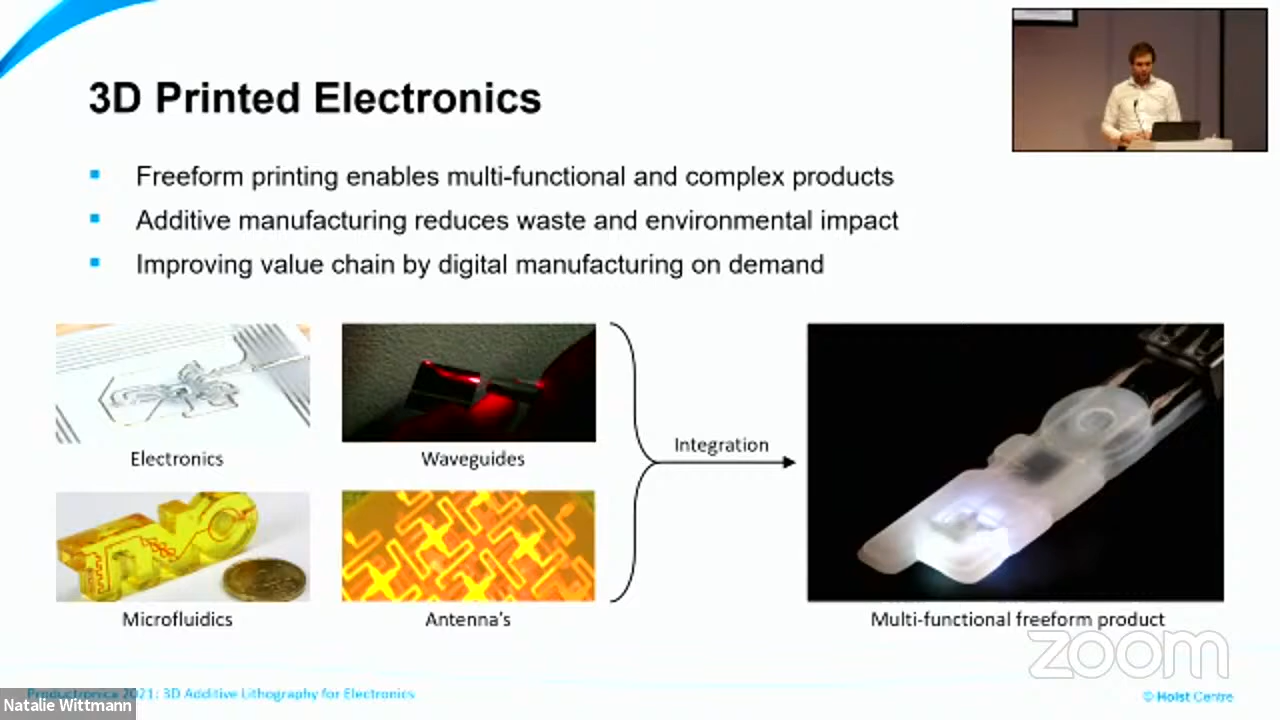 3D Printed Electronics
Freeform printing enables multi-functional and complex products
Additive manufacturing reduces waste and environmental impact
Improving value chain by digital manufacturing on demand
Electronics
Waveguides
Integration
Microfluidics
Antenna's
Multi-functional freeform product
zoom
Productronica 2021: 3D Additive Lithography for Electronics
© Holst Centre
Natalie Wittmann